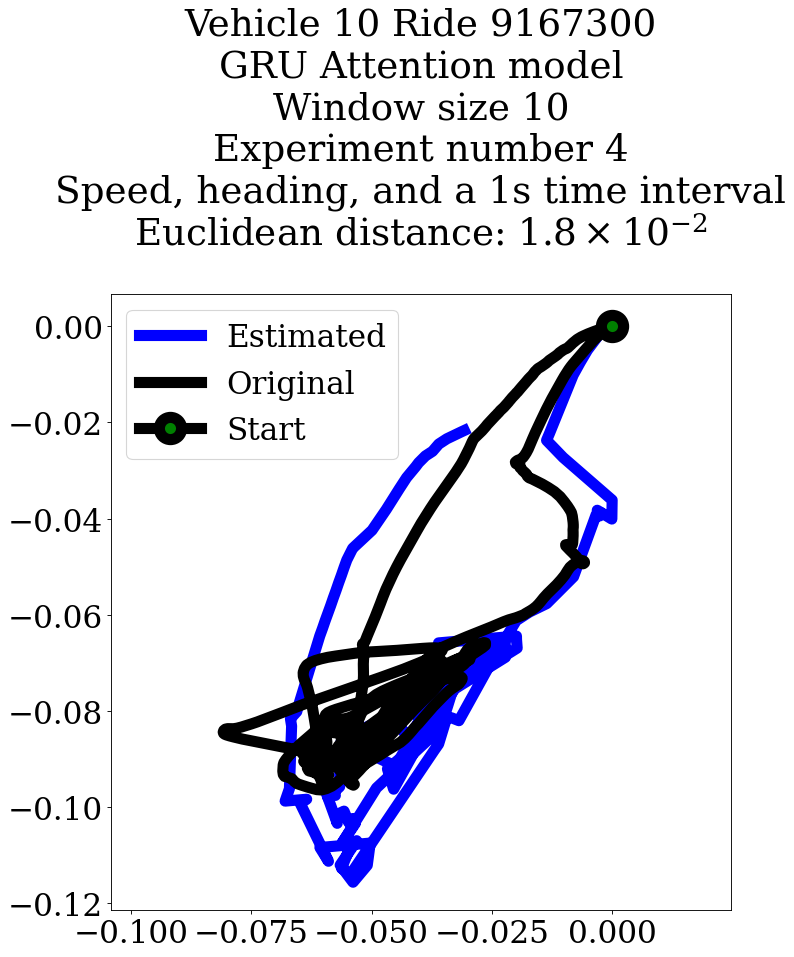 Vehicle 10 Ride 9167300
GRU Attention model
Window size 10
Experiment number 4
Speed, heading, and a 1s time interval
Euclidean distance: 1.8 × 10⁻²
Estimated
Original
Start
0.00
−0.02
−0.04
−0.06
−0.08
−0.10
−0.12
−0.100 −0.075 −0.050 −0.025 0.000